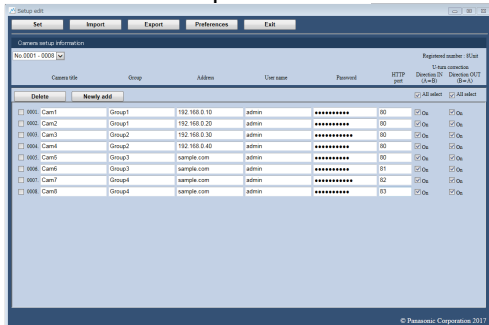 Setup edit
Set Import Export Preferences Exit
Camera setup information
No.0001 - 0008 Registered number : 8Unit
U-turn correction
Camera title Group Address User name Password HTTP port Direction IN (A⇒B) Direction OUT (B⇒A)
Delete Newly add All select All select
0001. Cam1 Group1 192.168.0.10 admin ●●●●●●●●●● 80 On On
0002. Cam2 Group1 192.168.0.20 admin ●●●●●●●●●● 80 On On
0003. Cam3 Group2 192.168.0.30 admin ●●●●●●●●●●● 80 On On
0004. Cam4 Group2 192.168.0.40 admin ●●●●●●●●●● 80 On On
0005. Cam5 Group3 sample.com admin ●●●●●●●●●● 80 On On
0006. Cam6 Group3 sample.com admin ●●●●●●●●●● 81 On On
0007. Cam7 Group4 sample.com admin ●●●●●●●●●●● 82 On On
0008. Cam8 Group4 sample.com admin ●●●●●●●●●● 83 On On
© Panasonic Corporation 2017